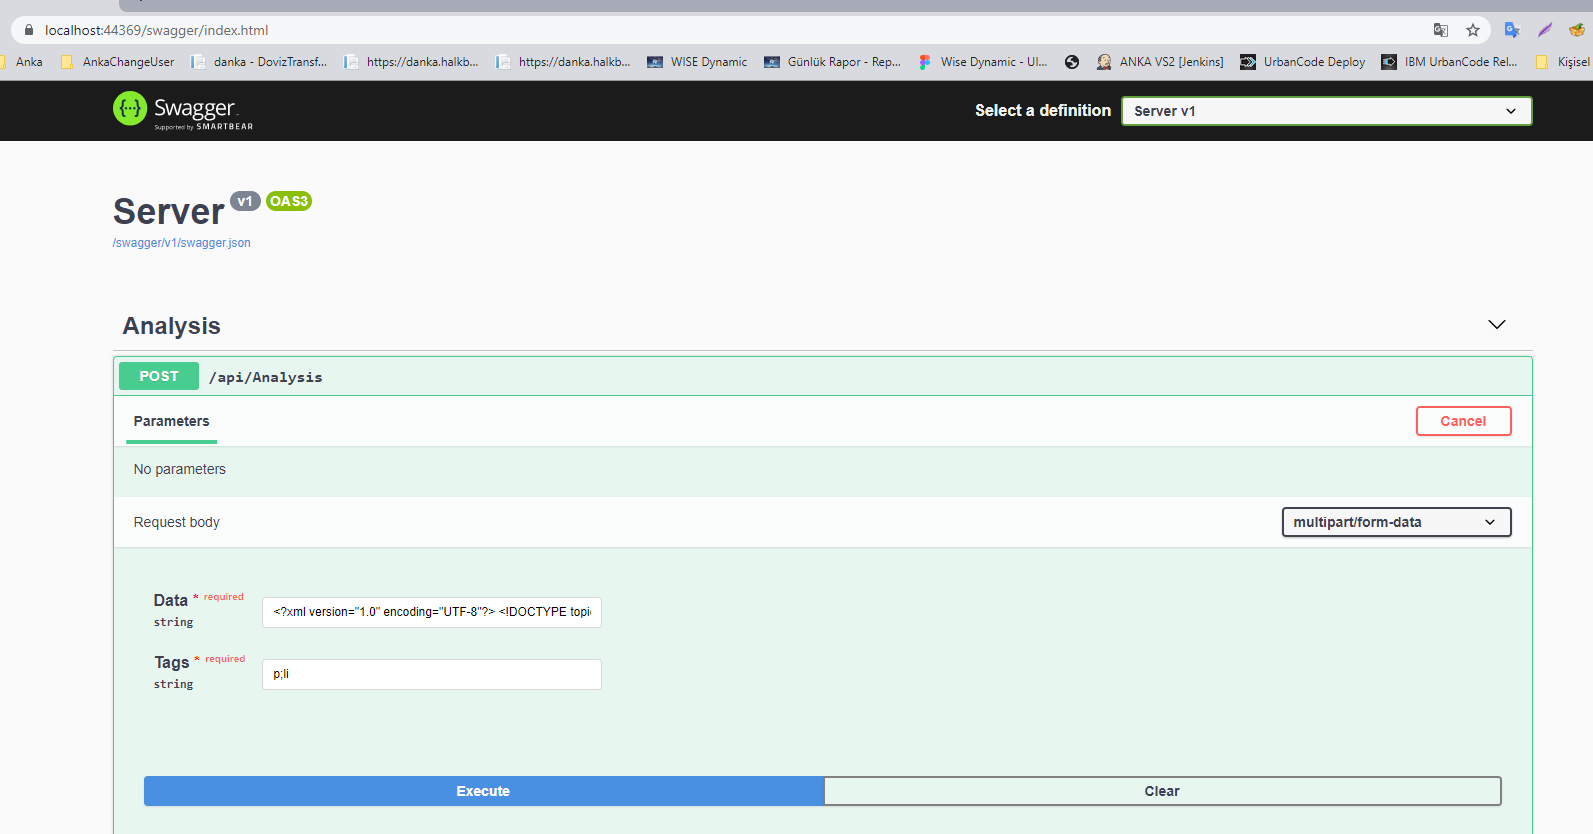 localhost:44369/swagger/index.html
Anka
AnkaChangeUser
danka - DovizTransf...
https://danka.halkb...
https://danka.halkb...
WISE Dynamic
Günlük Rapor - Rep...
Wise Dynamic - Ul...
ANKA VS2 [Jenkins]
UrbanCode Deploy
IBM UrbanCode Rel...
Kişisel
Swagger
Supported by SMARTBEAR
Select a definition
Server v1
Server v1 OAS3
/swagger/v1/swagger.json
Analysis
POST /api/Analysis
Parameters
Cancel
No parameters
Request body
multipart/form-data
Data * required
string
<?xml version="1.0" encoding="UTF-8"?> <!DOCTYPE topi
Tags * required
string
p;li
Execute
Clear